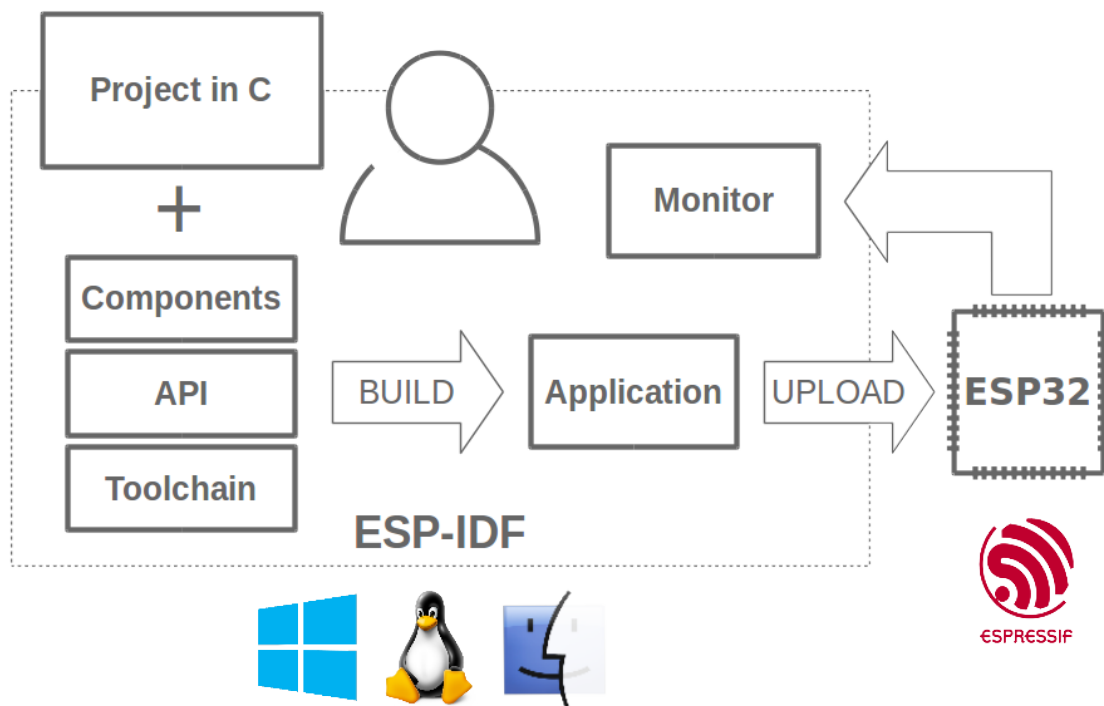 Project in C
+
Components
API
Toolchain
BUILD
Application
UPLOAD
Monitor
ESP32
ESP-IDF
ESPRESSIF